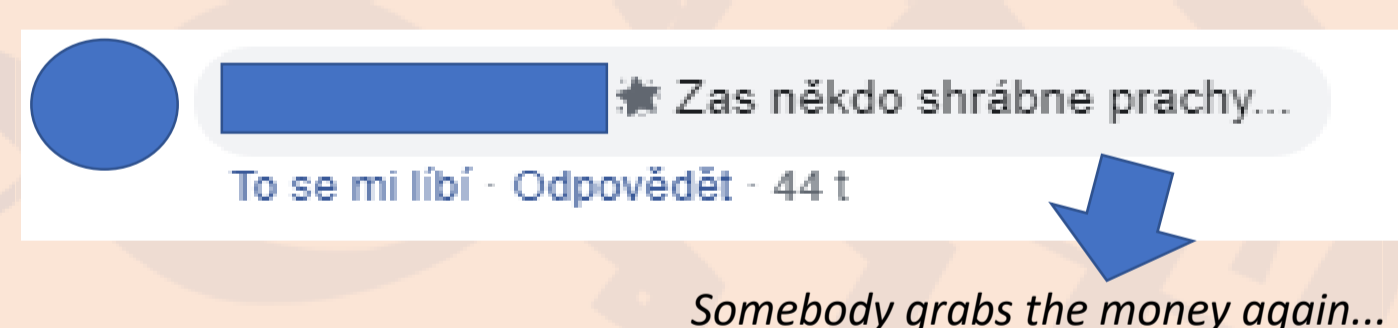 Zas někdo shrábne prachy...
To se mi líbí · Odpovědět · 44 t
Somebody grabs the money again...